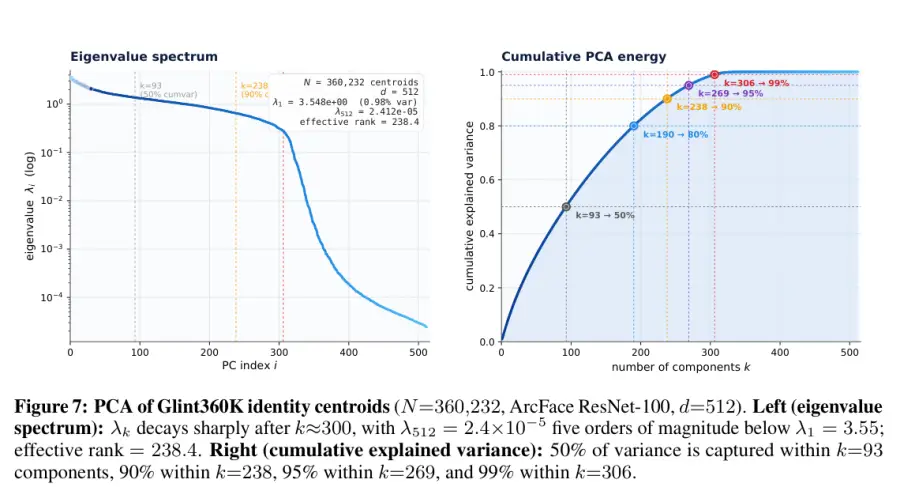 Eigenvalue spectrum
k=93
(50% cumvar)
k=238
(90% c
N = 360,232 centroids
d = 512
λ1 = 3.548e+00 (0.98% var)
λ512 = 2.412e-05
effective rank = 238.4
10⁰
10⁻¹
10⁻²
10⁻³
10⁻⁴
eigenvalue λi (log)
0 100 200 300 400 500
PC index i
Cumulative PCA energy
k=306 → 99%
k=269 → 95%
k=238 → 90%
k=190 → 80%
k=93 → 50%
1.0
0.8
0.6
0.4
0.2
0.0
cumulative explained variance
0 100 200 300 400 500
number of components k
Figure 7: PCA of Glint360K identity centroids (N=360,232, ArcFace ResNet-100, d=512). Left (eigenvalue
spectrum): λk decays sharply after k≈300, with λ512 = 2.4×10⁻⁵ five orders of magnitude below λ1 = 3.55;
effective rank = 238.4. Right (cumulative explained variance): 50% of variance is captured within k=93
components, 90% within k=238, 95% within k=269, and 99% within k=306.